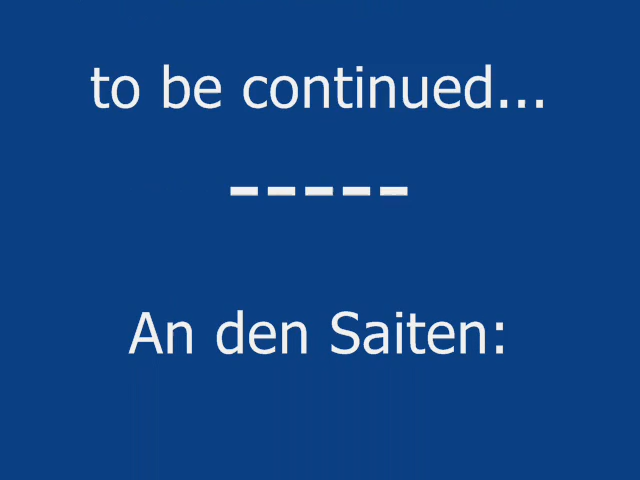 to be continued...
-----
An den Saiten: